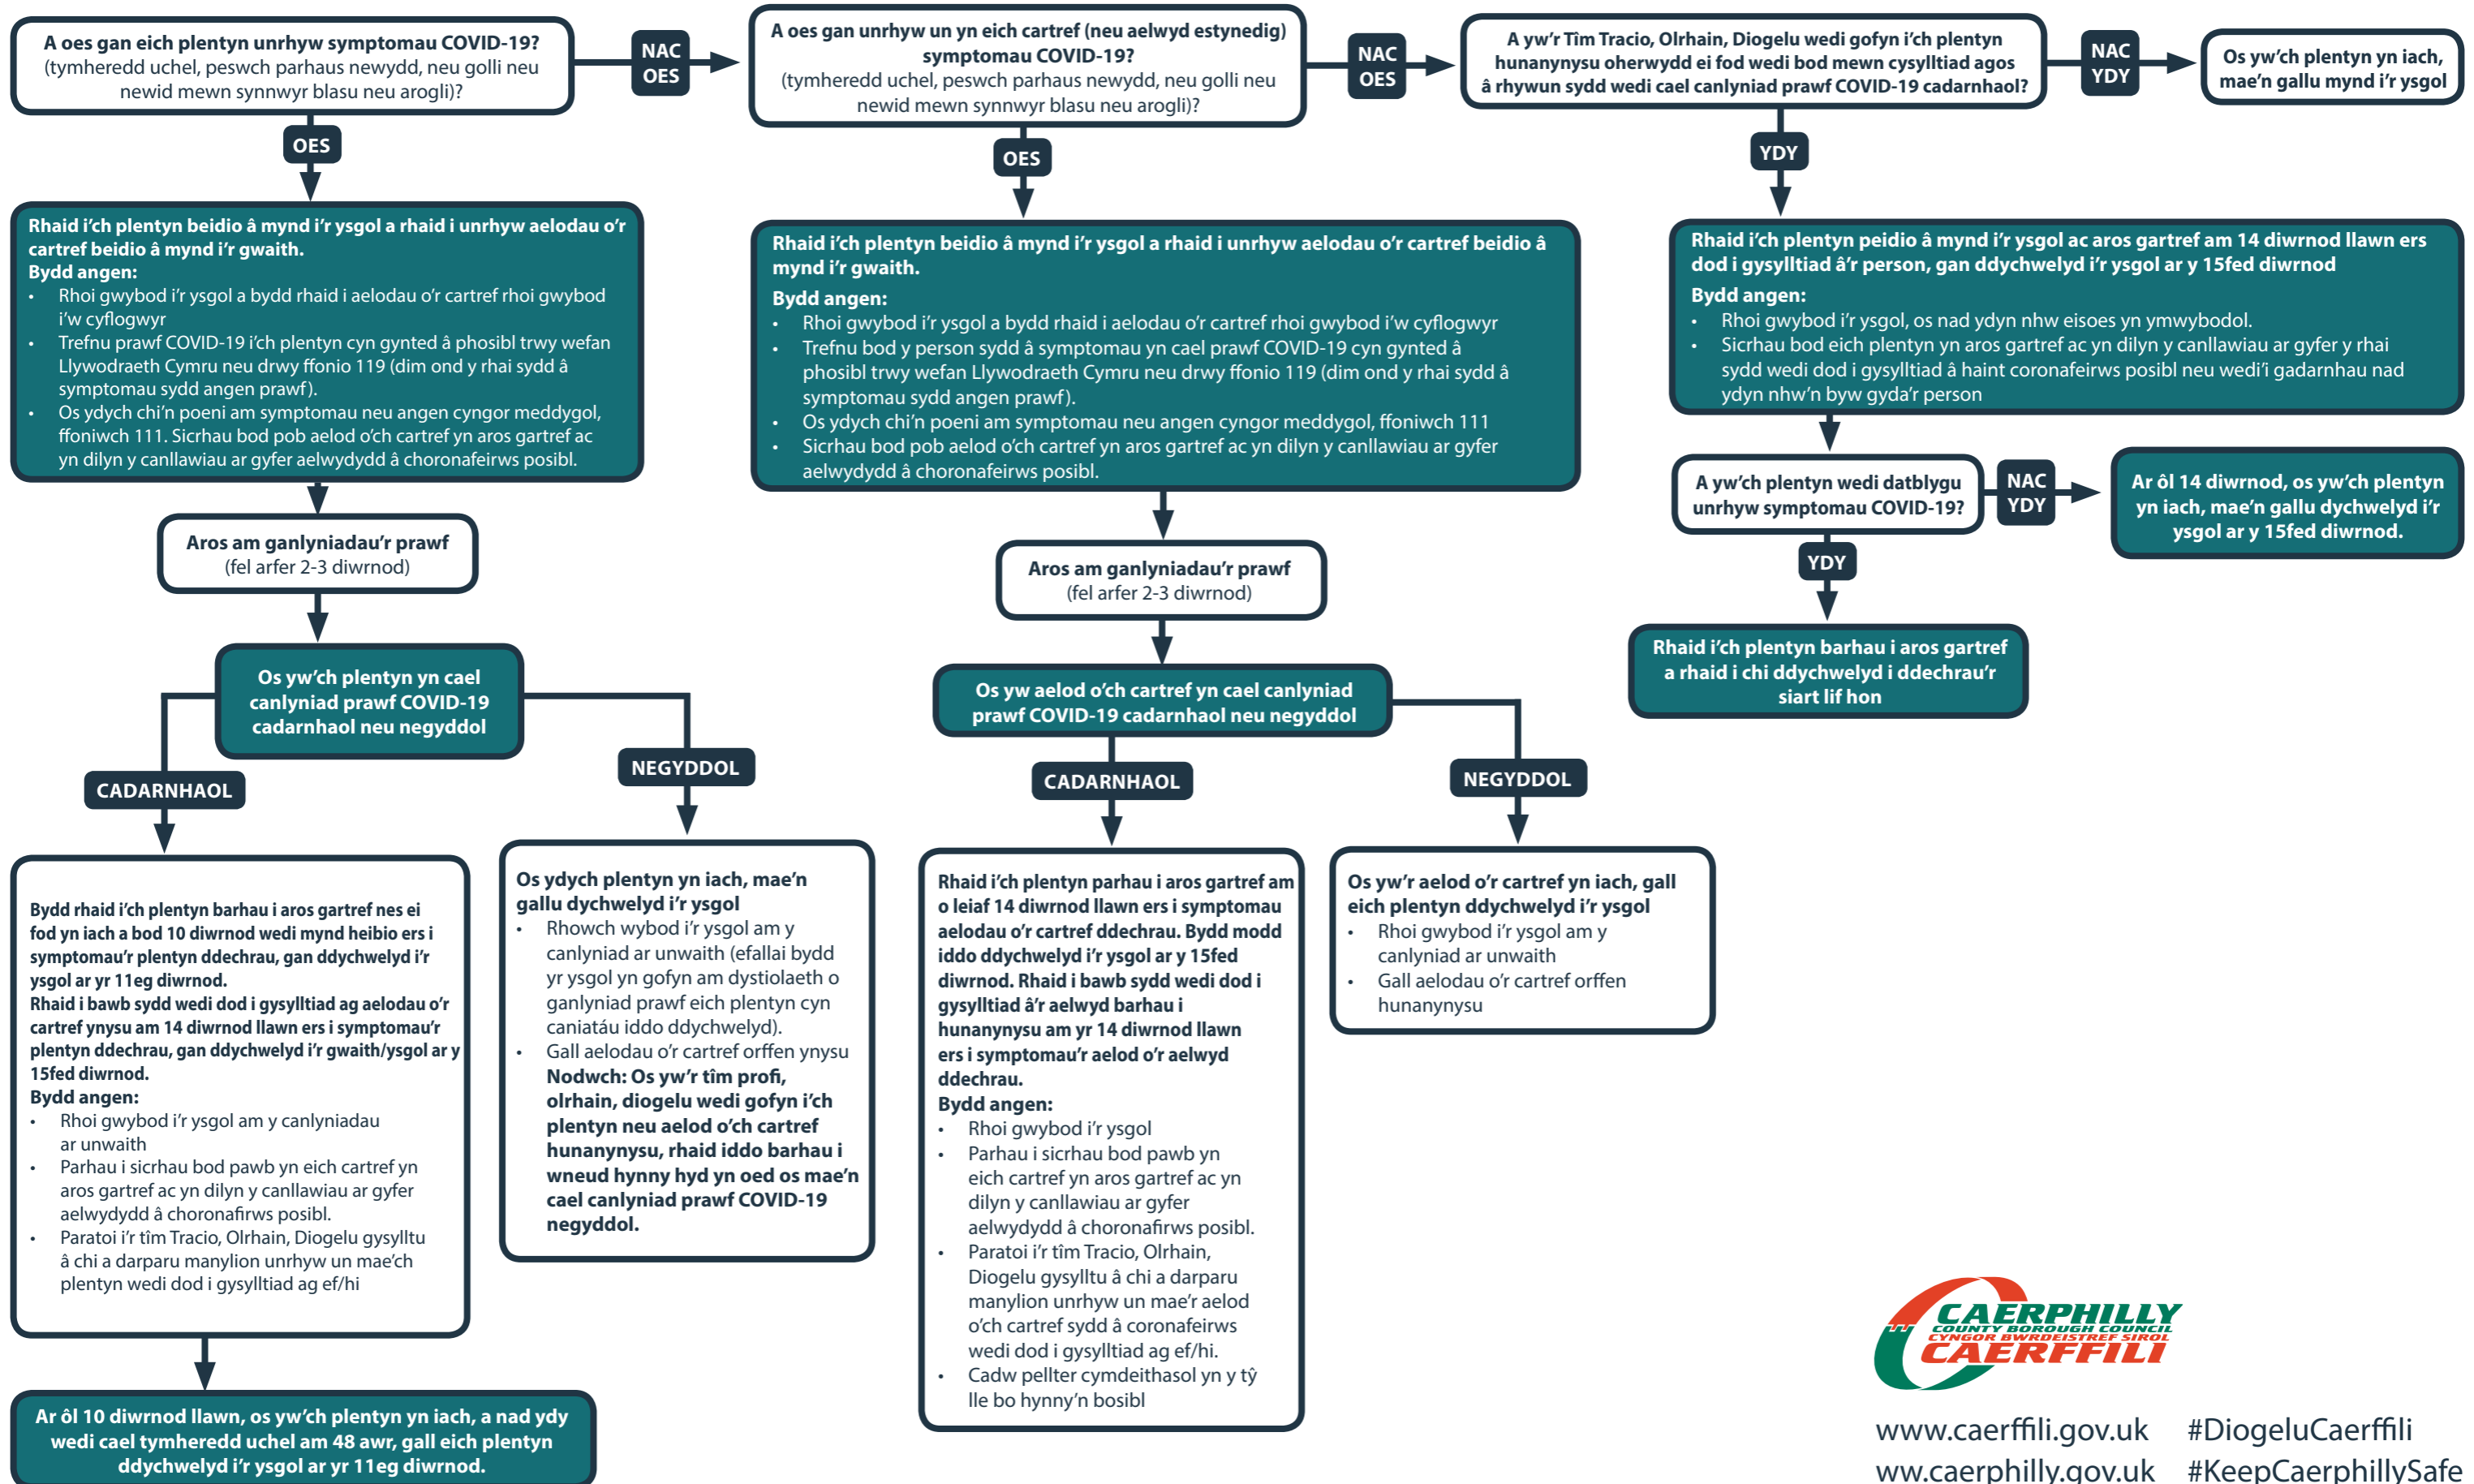 A oes gan eich plentyn unrhyw symptomau COVID-19?
(tymheredd uchel, peswch parhaus newydd, neu golli neu
newid mewn synnwyr blasu neu arogli)?
NAC
OES
A oes gan unrhyw un yn eich cartref (neu aelwyd estynedig)
symptomau COVID-19?
(tymheredd uchel, peswch parhaus newydd, neu golli neu
newid mewn synnwyr blasu neu arogli)?
NAC
OES
A yw'r Tîm Tracio, Olrhain, Diogelu wedi gofyn i'ch plentyn
hunanynysu oherwydd ei fod wedi bod mewn cysylltiad agos
â rhywun sydd wedi cael canlyniad prawf COVID-19 cadarnhaol?
NAC
YDY
Os yw'ch plentyn yn iach,
mae'n gallu mynd i'r ysgol
OES
Rhaid i'ch plentyn beidio â mynd i'r ysgol a rhaid i unrhyw aelodau o'r
cartref beidio â mynd i'r gwaith.
Bydd angen:
• Rhoi gwybod i'r ysgol a bydd rhaid i aelodau o'r cartref rhoi gwybod
i'w cyflogwyr
• Trefnu prawf COVID-19 i'ch plentyn cyn gynted â phosibl trwy wefan
Llywodraeth Cymru neu drwy ffonio 119 (dim ond y rhai sydd â
symptomau sydd angen prawf).
• Os ydych chi'n poeni am symptomau neu angen cyngor meddygol,
ffoniwch 111. Sicrhau bod pob aelod o'ch cartref yn aros gartref ac
yn dilyn y canllawiau ar gyfer aelwydydd â choronafeirws posibl.
Aros am ganlyniadau'r prawf
(fel arfer 2-3 diwrnod)
Os yw'ch plentyn yn cael
canlyniad prawf COVID-19
cadarnhaol neu negyddol
CADARNHAOL
Bydd rhaid i'ch plentyn barhau i aros gartref nes ei
fod yn iach a bod 10 diwrnod wedi mynd heibio ers i
symptomau'r plentyn ddechrau, gan ddychwelyd i'r
ysgol ar yr 11eg diwrnod.
Rhaid i bawb sydd wedi dod i gysylltiad ag aelodau o'r
cartref ynysu am 14 diwrnod llawn ers i symptomau'r
plentyn ddechrau, gan ddychwelyd i'r gwaith/ysgol ar y
15fed diwrnod.
Bydd angen:
• Rhoi gwybod i'r ysgol am y canlyniadau
ar unwaith
• Parhau i sicrhau bod pawb yn eich cartref yn
aros gartref ac yn dilyn y canllawiau ar gyfer
aelwydydd â choronafirws posibl.
• Paratoi i'r tîm Tracio, Olrhain, Diogelu gysylltu
â chi a darparu manylion unrhyw un mae'ch
plentyn wedi dod i gysylltiad ag ef/hi
Ar ôl 10 diwrnod llawn, os yw'ch plentyn yn iach, a nad ydy
wedi cael tymheredd uchel am 48 awr, gall eich plentyn
ddychwelyd i'r ysgol ar yr 11eg diwrnod.
NEGYDDOL
Os ydych plentyn yn iach, mae'n
gallu dychwelyd i'r ysgol
• Rhowch wybod i'r ysgol am y
canlyniad ar unwaith (efallai bydd
yr ysgol yn gofyn am dystiolaeth o
ganlyniad prawf eich plentyn cyn
caniatáu iddo ddychwelyd).
• Gall aelodau o'r cartref orffen ynysu
Nodwch: Os yw'r tîm profi,
olrhain, diogelu wedi gofyn i'ch
plentyn neu aelod o'ch cartref
hunanynysu, rhaid iddo barhau i
wneud hynny hyd yn oed os mae'n
cael canlyniad prawf COVID-19
negyddol.
OES
Rhaid i'ch plentyn beidio â mynd i'r ysgol a rhaid i unrhyw aelodau o'r cartref beidio â
mynd i'r gwaith.
Bydd angen:
• Rhoi gwybod i'r ysgol a bydd rhaid i aelodau o'r cartref rhoi gwybod i'w cyflogwyr
• Trefnu bod y person sydd â symptomau yn cael prawf COVID-19 cyn gynted â
phosibl trwy wefan Llywodraeth Cymru neu drwy ffonio 119 (dim ond y rhai sydd â
symptomau sydd angen prawf).
• Os ydych chi'n poeni am symptomau neu angen cyngor meddygol, ffoniwch 111
• Sicrhau bod pob aelod o'ch cartref yn aros gartref ac yn dilyn y canllawiau ar gyfer
aelwydydd â choronafeirws posibl.
Aros am ganlyniadau'r prawf
(fel arfer 2-3 diwrnod)
Os yw aelod o'ch cartref yn cael canlyniad
prawf COVID-19 cadarnhaol neu negyddol
CADARNHAOL
Rhaid i'ch plentyn parhau i aros gartref am
o leiaf 14 diwrnod llawn ers i symptomau
aelodau o'r cartref ddechrau. Bydd modd
iddo ddychwelyd i'r ysgol ar y 15fed
diwrnod. Rhaid i bawb sydd wedi dod i
gysylltiad â'r aelwyd barhau i
hunanynysu am yr 14 diwrnod llawn
ers i symptomau'r aelod o'r aelwyd
ddechrau.
Bydd angen:
• Rhoi gwybod i'r ysgol
• Parhau i sicrhau bod pawb yn
eich cartref yn aros gartref ac yn
dilyn y canllawiau ar gyfer
aelwydydd â choronafirws posibl.
• Paratoi i'r tîm Tracio, Olrhain,
Diogelu gysylltu â chi a darparu
manylion unrhyw un mae'r aelod
o'ch cartref sydd â coronafeirws
wedi dod i gysylltiad ag ef/hi.
• Cadw pellter cymdeithasol yn y tŷ
lle bo hynny'n bosibl
NEGYDDOL
Os yw'r aelod o'r cartref yn iach, gall
eich plentyn ddychwelyd i'r ysgol
• Rhoi gwybod i'r ysgol am y
canlyniad ar unwaith
• Gall aelodau o'r cartref orffen
hunanynysu
YDY
Rhaid i'ch plentyn peidio â mynd i'r ysgol ac aros gartref am 14 diwrnod llawn ers
dod i gysylltiad â'r person, gan ddychwelyd i'r ysgol ar y 15fed diwrnod
Bydd angen:
• Rhoi gwybod i'r ysgol, os nad ydyn nhw eisoes yn ymwybodol.
• Sicrhau bod eich plentyn yn aros gartref ac yn dilyn y canllawiau ar gyfer y rhai
sydd wedi dod i gysylltiad â haint coronafeirws posibl neu wedi'i gadarnhau nad
ydyn nhw'n byw gyda'r person
A yw'ch plentyn wedi datblygu
unrhyw symptomau COVID-19?
NAC
YDY
Ar ôl 14 diwrnod, os yw'ch plentyn
yn iach, mae'n gallu dychwelyd i'r
ysgol ar y 15fed diwrnod.
YDY
Rhaid i'ch plentyn barhau i aros gartref
a rhaid i chi ddychwelyd i ddechrau'r
siart lif hon
CAERPHILLY
COUNTY BOROUGH COUNCIL
CYNGOR BWRDEISTREF SIROL
CAERFFILI
www.caerffili.gov.uk #DiogeluCaerffili
ww.caerphilly.gov.uk #KeepCaerphillySafe